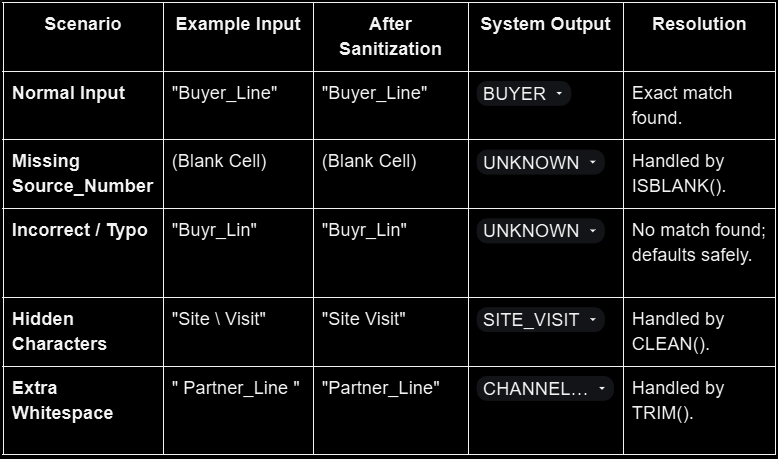 Scenario
Example Input
After
Sanitization
System Output
Resolution
Normal Input
"Buyer_Line"
"Buyer_Line"
BUYER
Exact match
found.
Missing
Source_Number
(Blank Cell)
(Blank Cell)
UNKNOWN
Handled by
ISBLANK().
Incorrect / Typo
"Buyr_Lin"
"Buyr_Lin"
UNKNOWN
No match found;
defaults safely.
Hidden
Characters
"Site \ Visit"
"Site Visit"
SITE_VISIT
Handled by
CLEAN().
Extra
Whitespace
" Partner_Line "
"Partner_Line"
CHANNEL...
Handled by
TRIM().